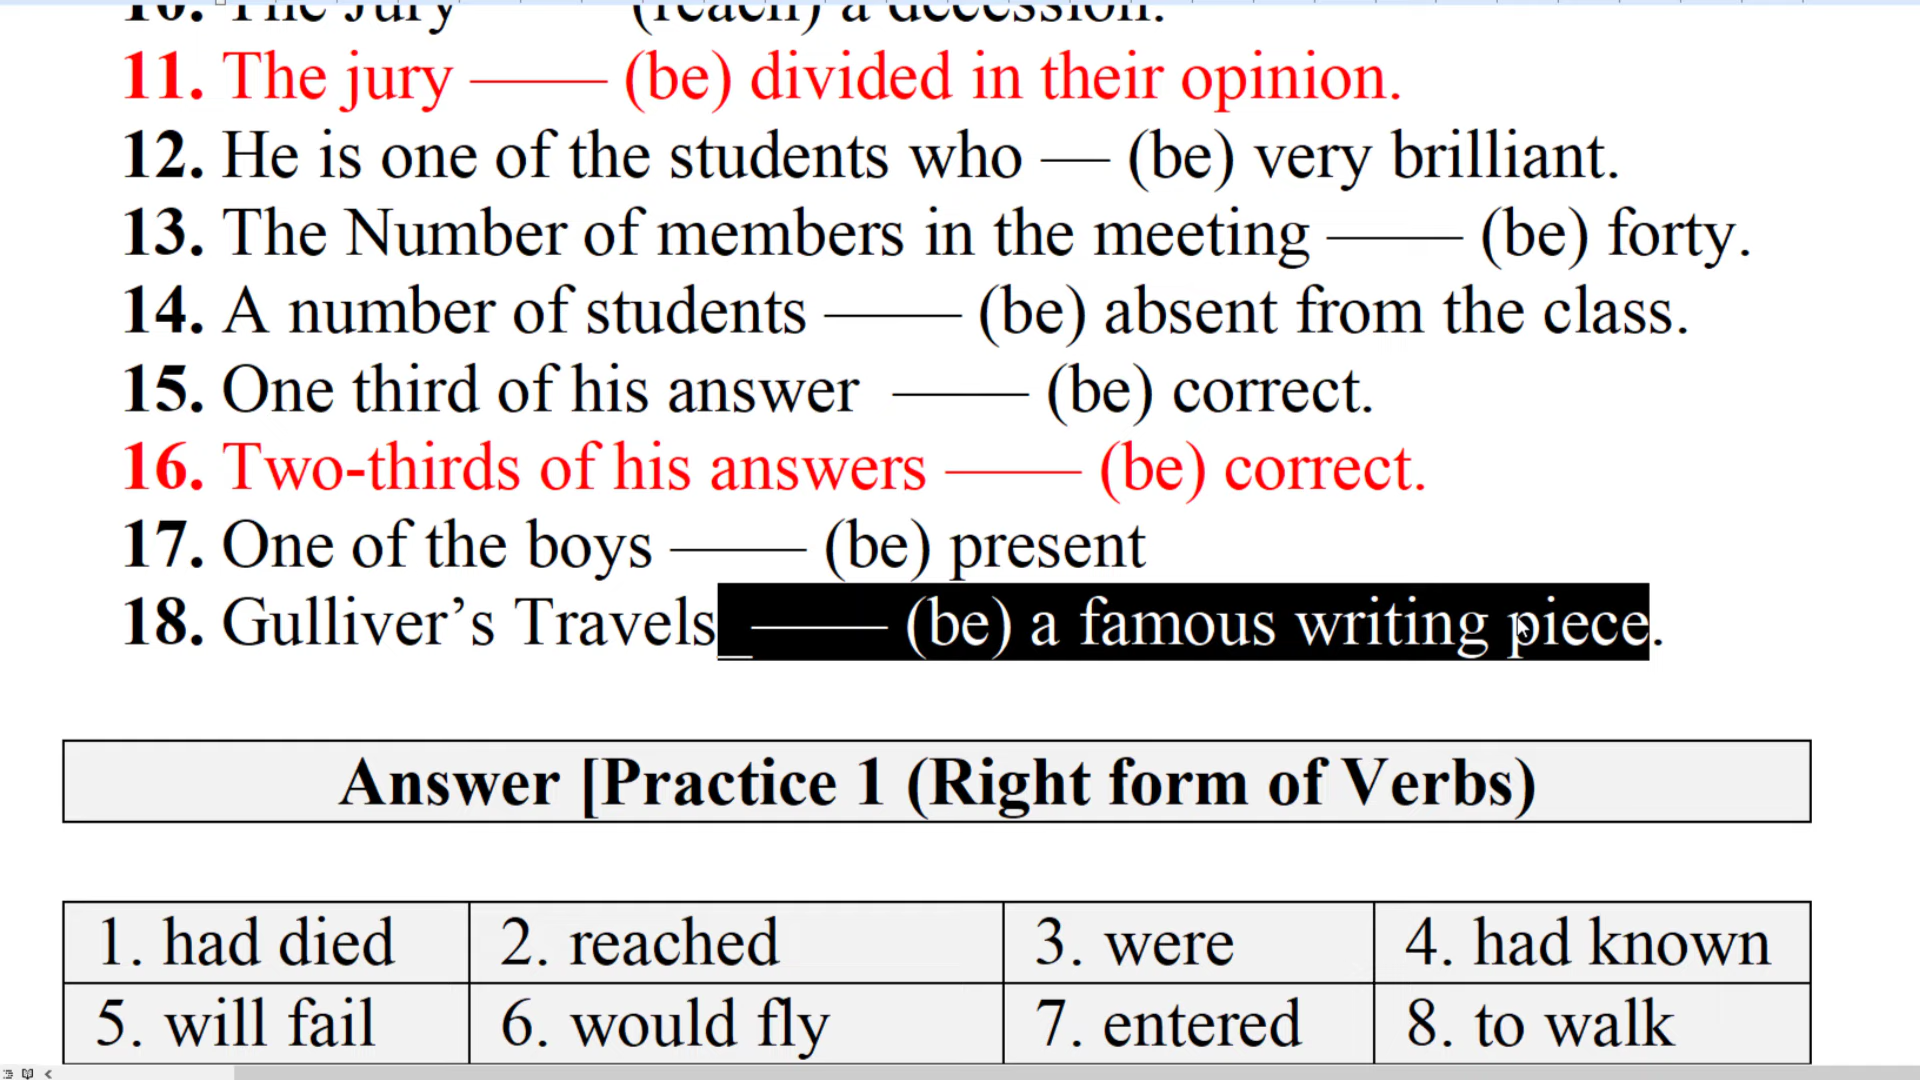 10. The Jury (reach) a decession.
11. The jury —— (be) divided in their opinion.
12. He is one of the students who — (be) very brilliant.
13. The Number of members in the meeting —— (be) forty.
14. A number of students —— (be) absent from the class.
15. One third of his answer —— (be) correct.
16. Two-thirds of his answers —— (be) correct.
17. One of the boys —— (be) present
18. Gulliver’s Travels_ —— (be) a famous writing piece.
Answer [Practice 1 (Right form of Verbs)
1. had died 2. reached 3. were 4. had known
5. will fail 6. would fly 7. entered 8. to walk